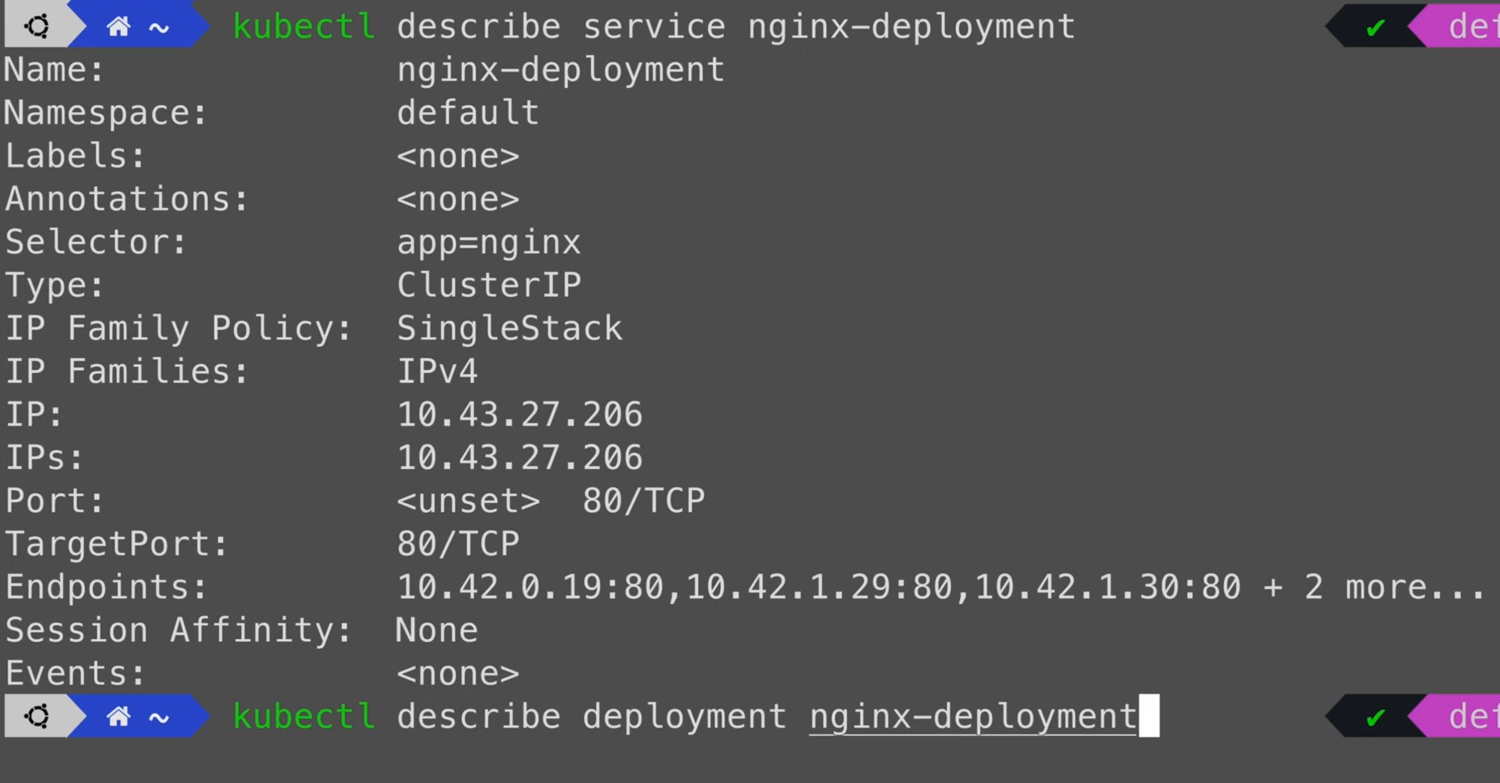 ~ kubectl describe service nginx-deployment ✔ def
Name: nginx-deployment
Namespace: default
Labels: <none>
Annotations: <none>
Selector: app=nginx
Type: ClusterIP
IP Family Policy: SingleStack
IP Families: IPv4
IP: 10.43.27.206
IPs: 10.43.27.206
Port: <unset> 80/TCP
TargetPort: 80/TCP
Endpoints: 10.42.0.19:80,10.42.1.29:80,10.42.1.30:80 + 2 more...
Session Affinity: None
Events: <none>
~ kubectl describe deployment nginx-deployment ✔ def